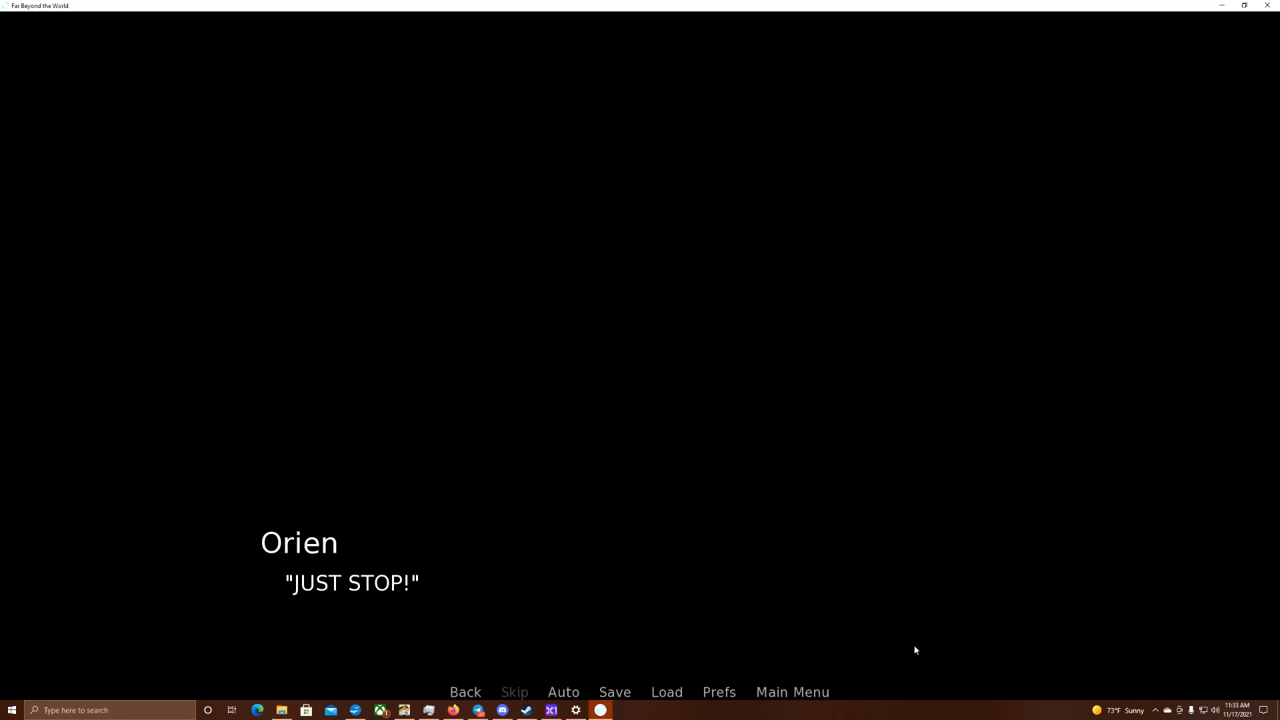 Far Beyond the World
Orien
"JUST STOP!"
Back Skip Auto Save Load Prefs Main Menu
Type here to search
73°F Sunny
11:33 AM
11/17/2021